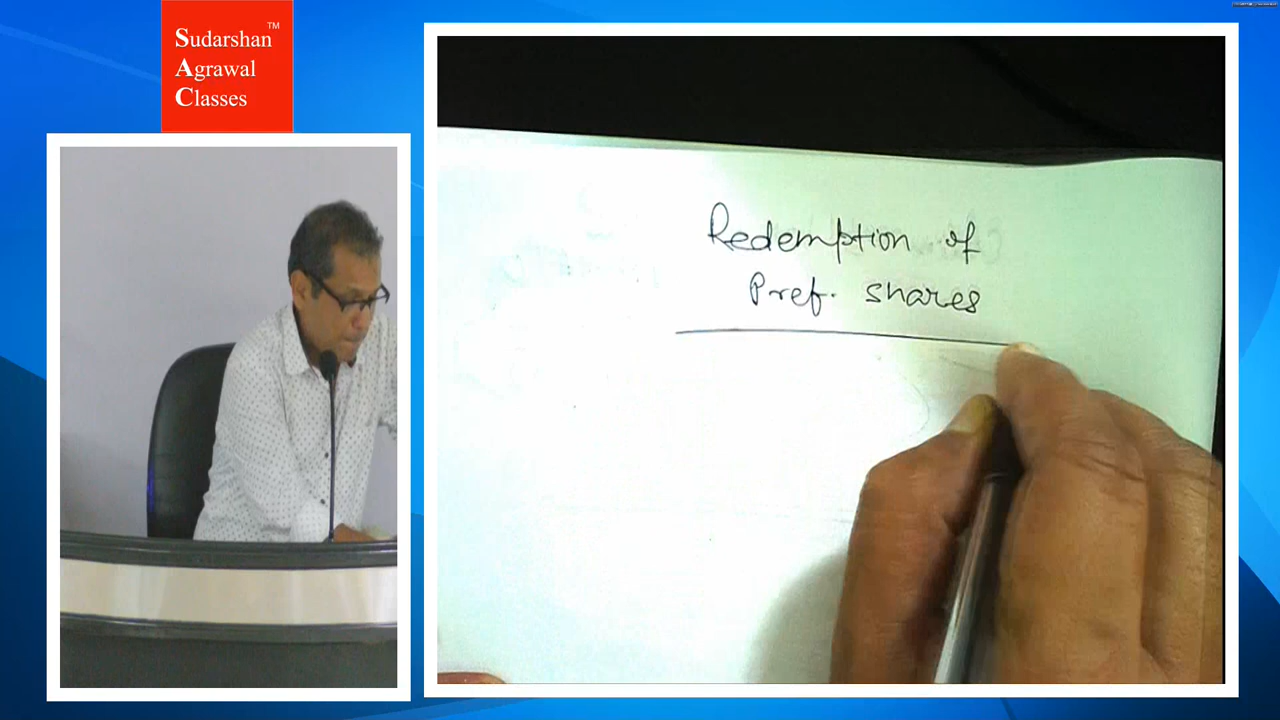 Sudarshan™
Agrawal
Classes
Redemption of
Pref. shares